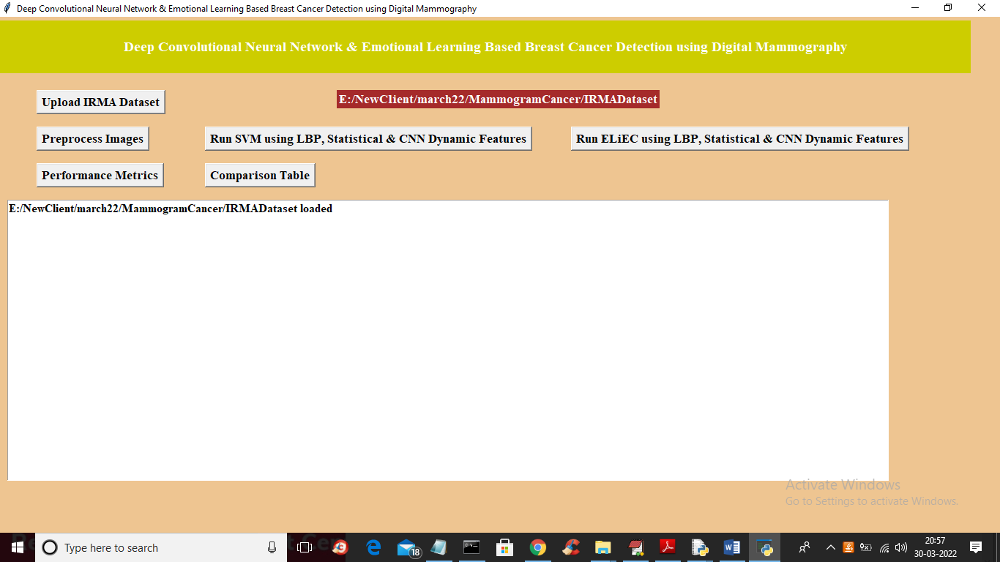 Deep Convolutional Neural Network & Emotional Learning Based Breast Cancer Detection using Digital Mammography
Deep Convolutional Neural Network & Emotional Learning Based Breast Cancer Detection using Digital Mammography
Upload IRMA Dataset
E:/NewClient/march22/MammogramCancer/IRMADataset
Preprocess Images
Run SVM using LBP, Statistical & CNN Dynamic Features
Run ELiEC using LBP, Statistical & CNN Dynamic Features
Performance Metrics
Comparison Table
E:/NewClient/march22/MammogramCancer/IRMADataset loaded
Activate Windows
Go to Settings to activate Windows.
Type here to search
18
20:57
30-03-2022